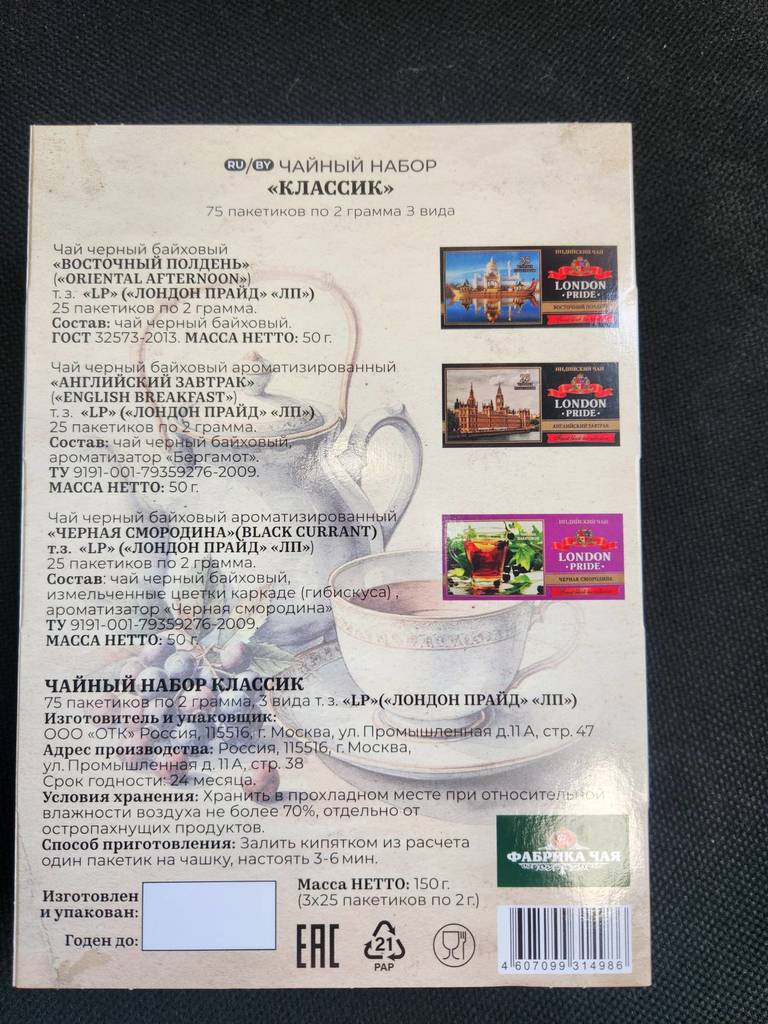 RU/BY ЧАЙНЫЙ НАБОР
«КЛАССИК»
75 пакетиков по 2 грамма 3 вида
Чай черный байховый
«ВОСТОЧНЫЙ ПОЛДЕНЬ»
(«ORIENTAL AFTERNOON»)
т.з. «LP» («ЛОНДОН ПРАЙД» «ЛП»)
25 пакетиков по 2 грамма.
Состав: чай черный байховый.
ГОСТ 32573-2013. МАССА НЕТТО: 50 г.
ИНДИЙСКИЙ ЧАЙ
LONDON
· PRIDE ·
ВОСТОЧНЫЙ ПОЛДЕНЬ
25
Чай черный байховый ароматизированный
«АНГЛИЙСКИЙ ЗАВТРАК»
(«ENGLISH BREAKFAST»)
т.з. «LP» («ЛОНДОН ПРАЙД» «ЛП»)
25 пакетиков по 2 грамма.
Состав: чай черный байховый,
ароматизатор «Бергамот».
ТУ 9191-001-79359276-2009.
МАССА НЕТТО: 50 г.
ИНДИЙСКИЙ ЧАЙ
LONDON
· PRIDE ·
АНГЛИЙСКИЙ ЗАВТРАК
25
Чай черный байховый ароматизированный
«ЧЕРНАЯ СМОРОДИНА»(BLACK CURRANT)
т.з. «LP» («ЛОНДОН ПРАЙД» «ЛП»)
25 пакетиков по 2 грамма.
Состав: чай черный байховый,
измельченные цветки каркаде (гибискуса) ,
ароматизатор «Черная смородина»
ТУ 9191-001-79359276-2009.
МАССА НЕТТО: 50 г.
ИНДИЙСКИЙ ЧАЙ
LONDON
· PRIDE ·
ЧЕРНАЯ СМОРОДИНА
ЧАЙНЫЙ НАБОР КЛАССИК
75 пакетиков по 2 грамма, 3 вида т.з. «LP»(«ЛОНДОН ПРАЙД» «ЛП»)
Изготовитель и упаковщик:
ООО «ОТК» Россия, 115516, г. Москва, ул. Промышленная д.11 А, стр. 47
Адрес производства: Россия, 115516, г. Москва,
ул. Промышленная д. 11 А, стр. 38
Срок годности: 24 месяца.
Условия хранения: Хранить в прохладном месте при относительной
влажности воздуха не более 70%, отдельно от
остропахнущих продуктов.
Способ приготовления: Залить кипятком из расчета
один пакетик на чашку, настоять 3-6 мин.
ФАБРИКА ЧАЯ
Изготовлен
и упакован:
Годен до:
Масса НЕТТО: 150 г.
(3х25 пакетиков по 2 г.)
EAC
21
PAP
4 607099 314986